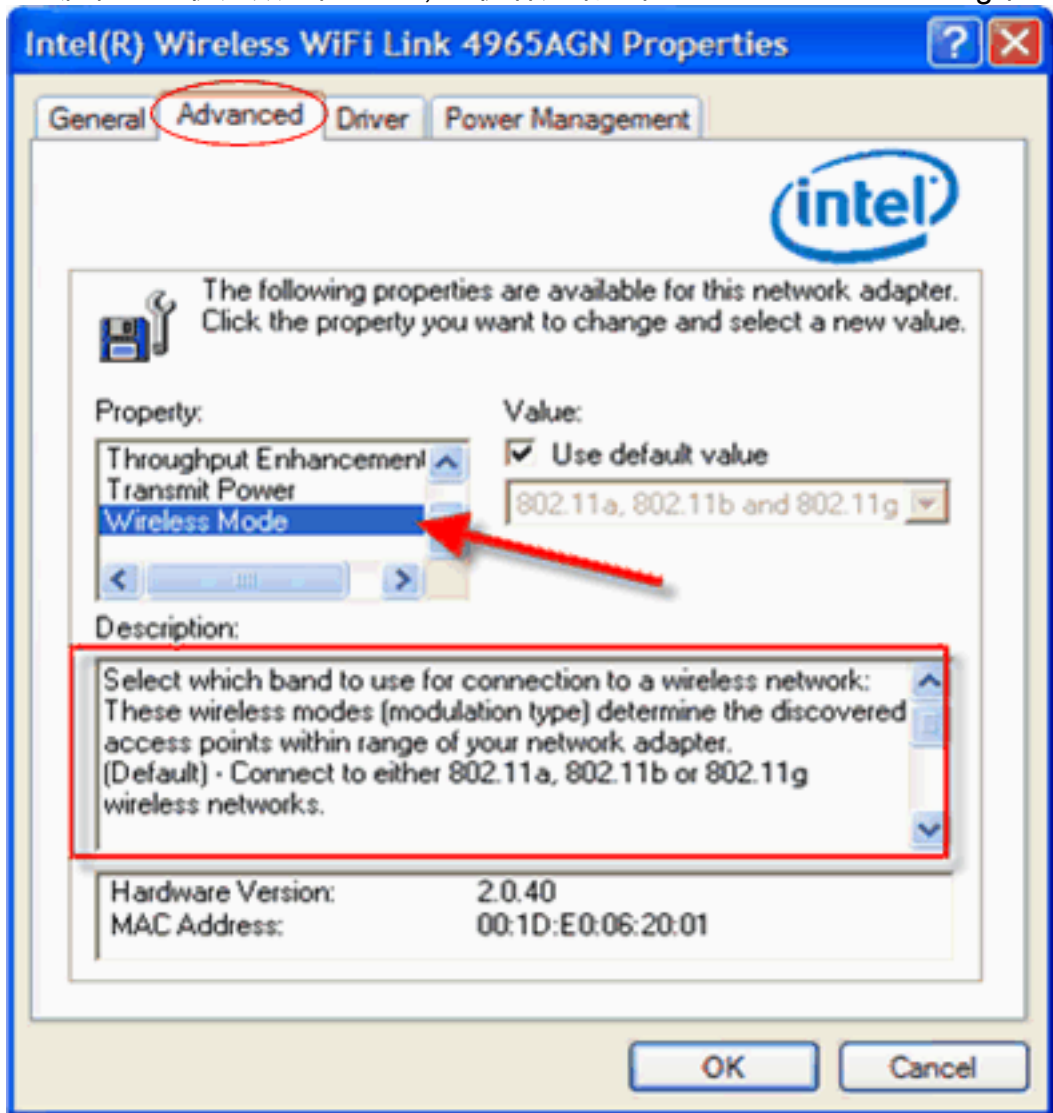 Intel(R) Wireless WiFi Link 4965AGN Properties
General Advanced Driver Power Management
intel
The following properties are available for this network adapter.
Click the property you want to change and select a new value.
Property: Value:
Throughput Enhancement Use default value
Transmit Power
Wireless Mode 802.11a, 802.11b and 802.11g
Description:
Select which band to use for connection to a wireless network:
These wireless modes (modulation type) determine the discovered
access points within range of your network adapter.
(Default) - Connect to either 802.11a, 802.11b or 802.11g
wireless networks.
Hardware Version: 2.0.40
MAC Address: 00:1D:E0:06:20:01
OK Cancel